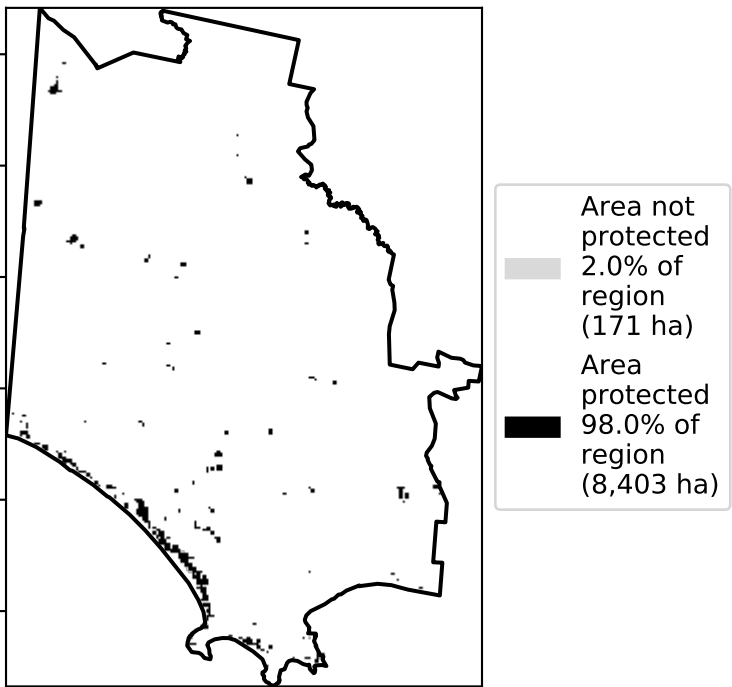 Area not
protected
2.0% of
region
(171 ha)
Area
protected
98.0% of
region
(8,403 ha)